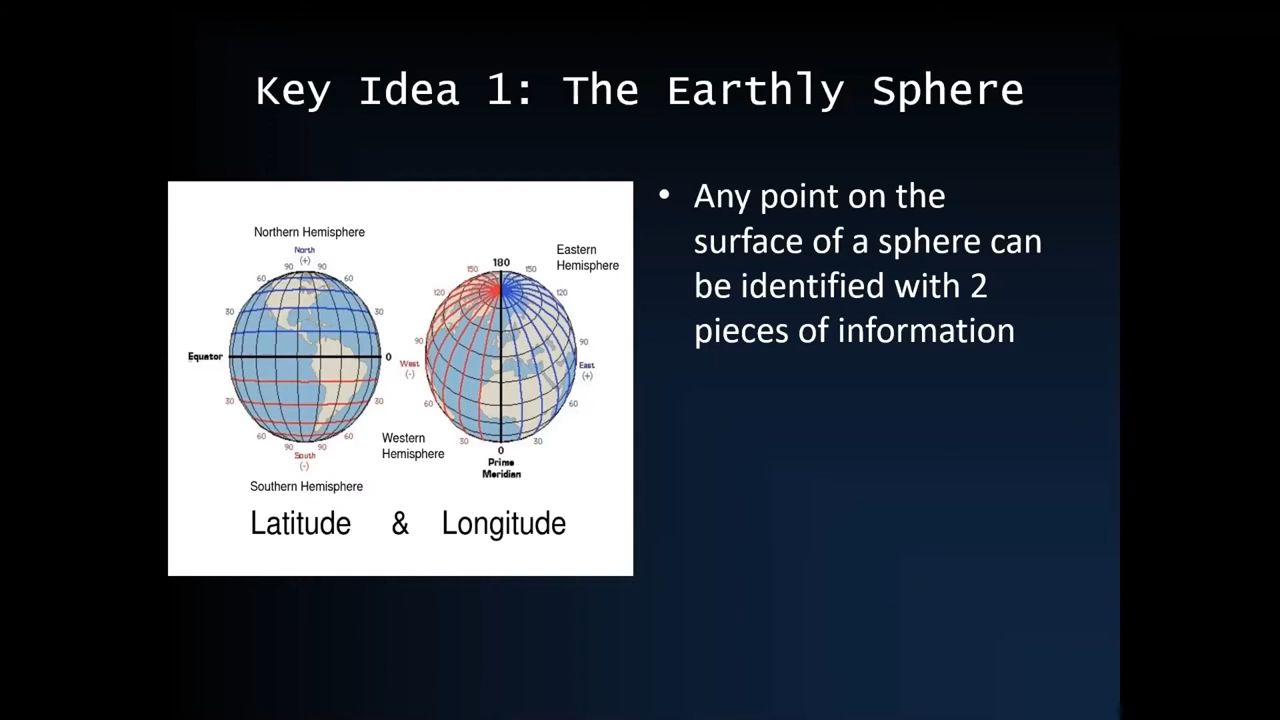 Key Idea 1: The Earthly Sphere
Northern Hemisphere
North
(+)
90 90
60 60
30 30
Equator 0
30 30
60 60
90 90
South
(-)
Southern Hemisphere
Eastern
Hemisphere
180
150 150
120 120
90 90
West
(-)
East
(+)
60 60
30 30
0
Prime
Meridian
Western
Hemisphere
Latitude & Longitude
• Any point on the
surface of a sphere can
be identified with 2
pieces of information